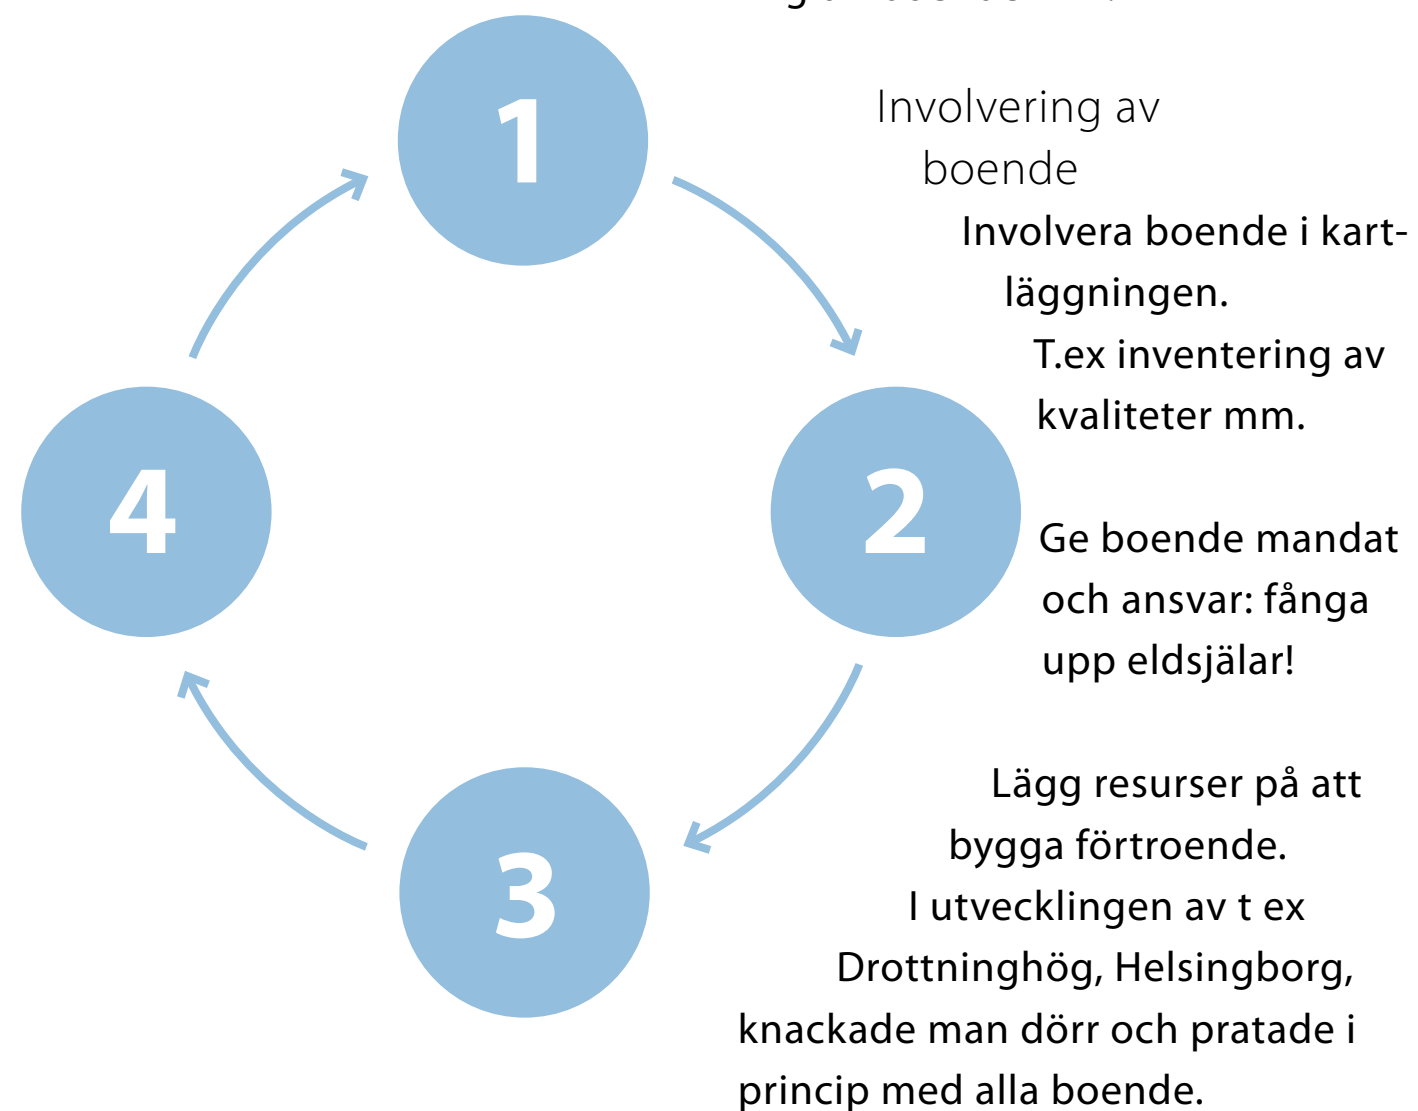 1
Involvering av
boende
Involvera boende i kart-
läggningen.
T.ex inventering av
kvaliteter mm.
4
2
Ge boende mandat
och ansvar: fånga
upp eldsjälar!
Lägg resurser på att
bygga förtroende.
3
I utvecklingen av t ex
Drottninghög, Helsingborg,
knackade man dörr och pratade i
princip med alla boende.